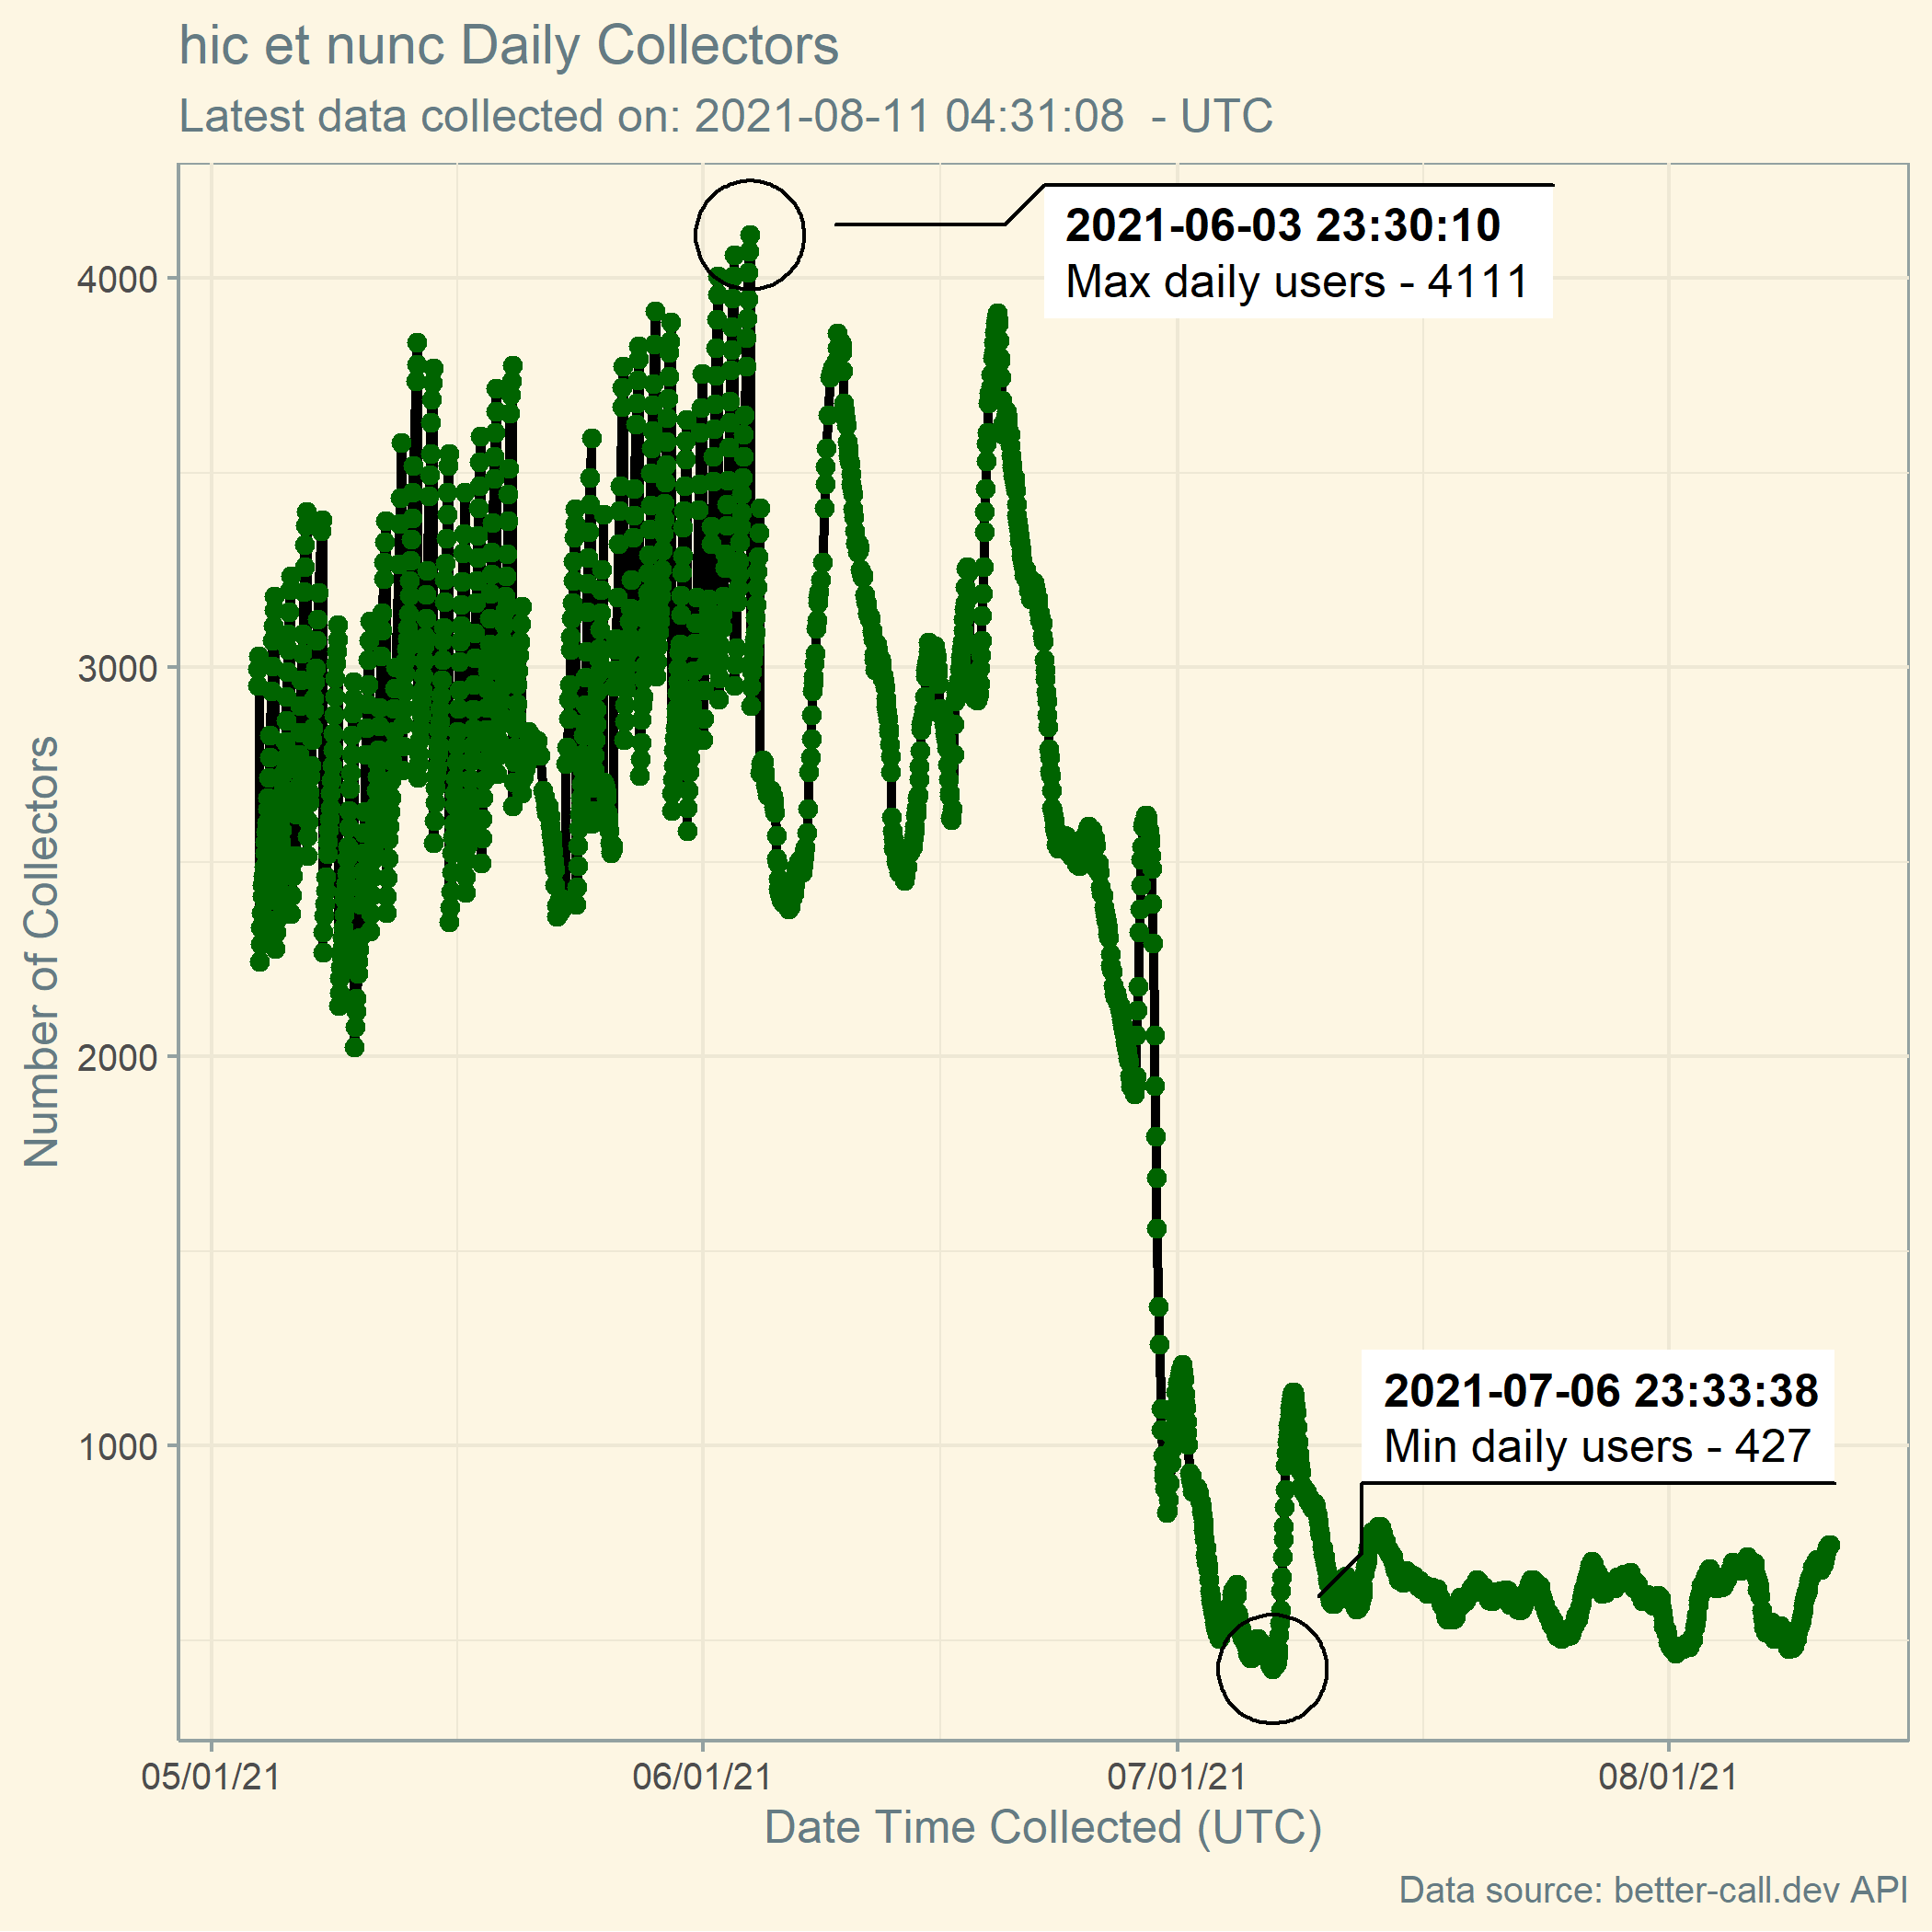 hic et nunc Daily Collectors
Latest data collected on: 2021-08-11 04:31:08  - UTC
2021-06-03 23:30:10
Max daily users - 4111
4000
3000
2000
1000
Number of Collectors
2021-07-06 23:33:38
Min daily users - 427
05/01/21 06/01/21 07/01/21 08/01/21
Date Time Collected (UTC)
Data source: better-call.dev API